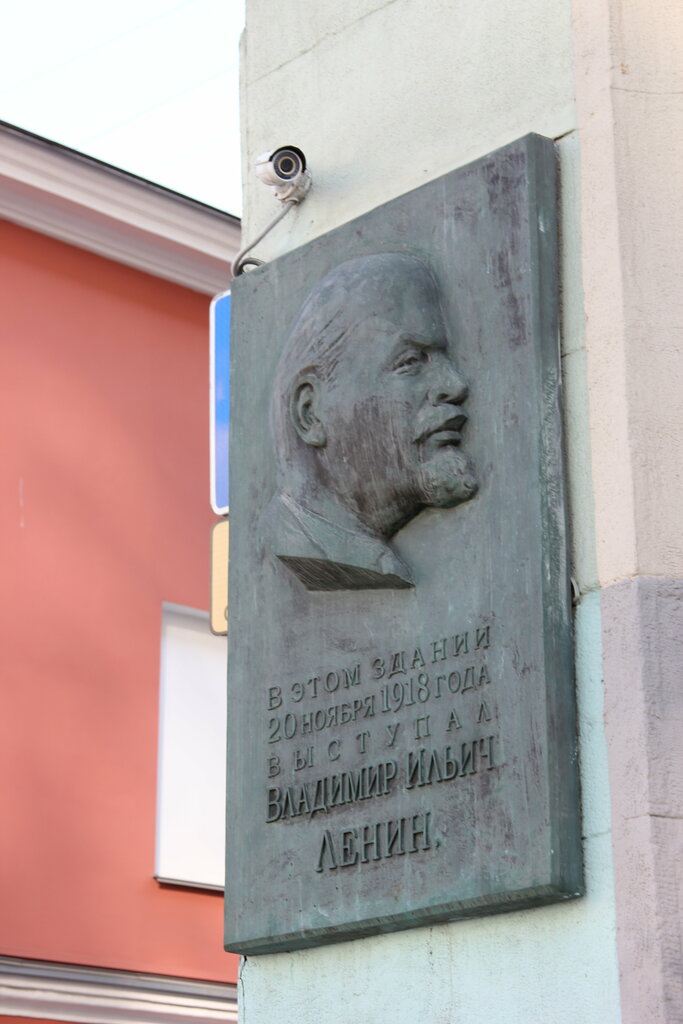 В ЭТОМ ЗДАНИИ
20 НОЯБРЯ 1918 ГОДА
ВЫСТУПАЛ
ВЛАДИМИР ИЛЬИЧ
ЛЕНИН.